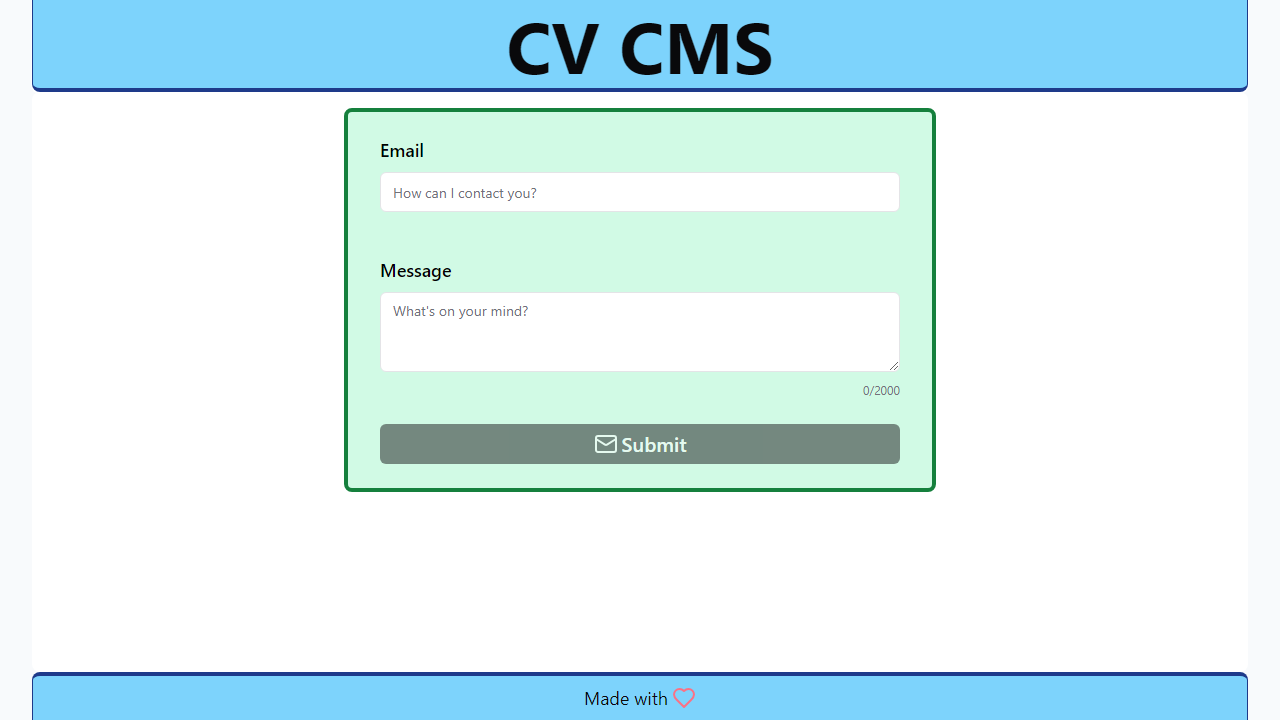 CV CMS
Email
How can I contact you?
Message
What's on your mind?
0/2000
Submit
Made with